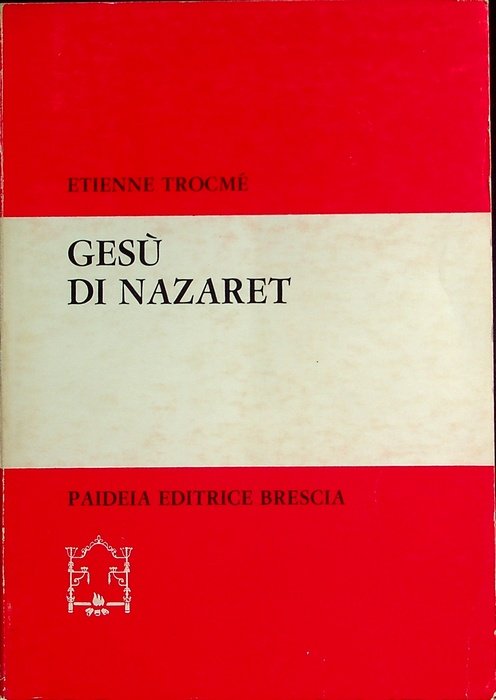 ETIENNE TROCMÉ
GESÙ
DI NAZARET
PAIDEIA EDITRICE BRESCIA